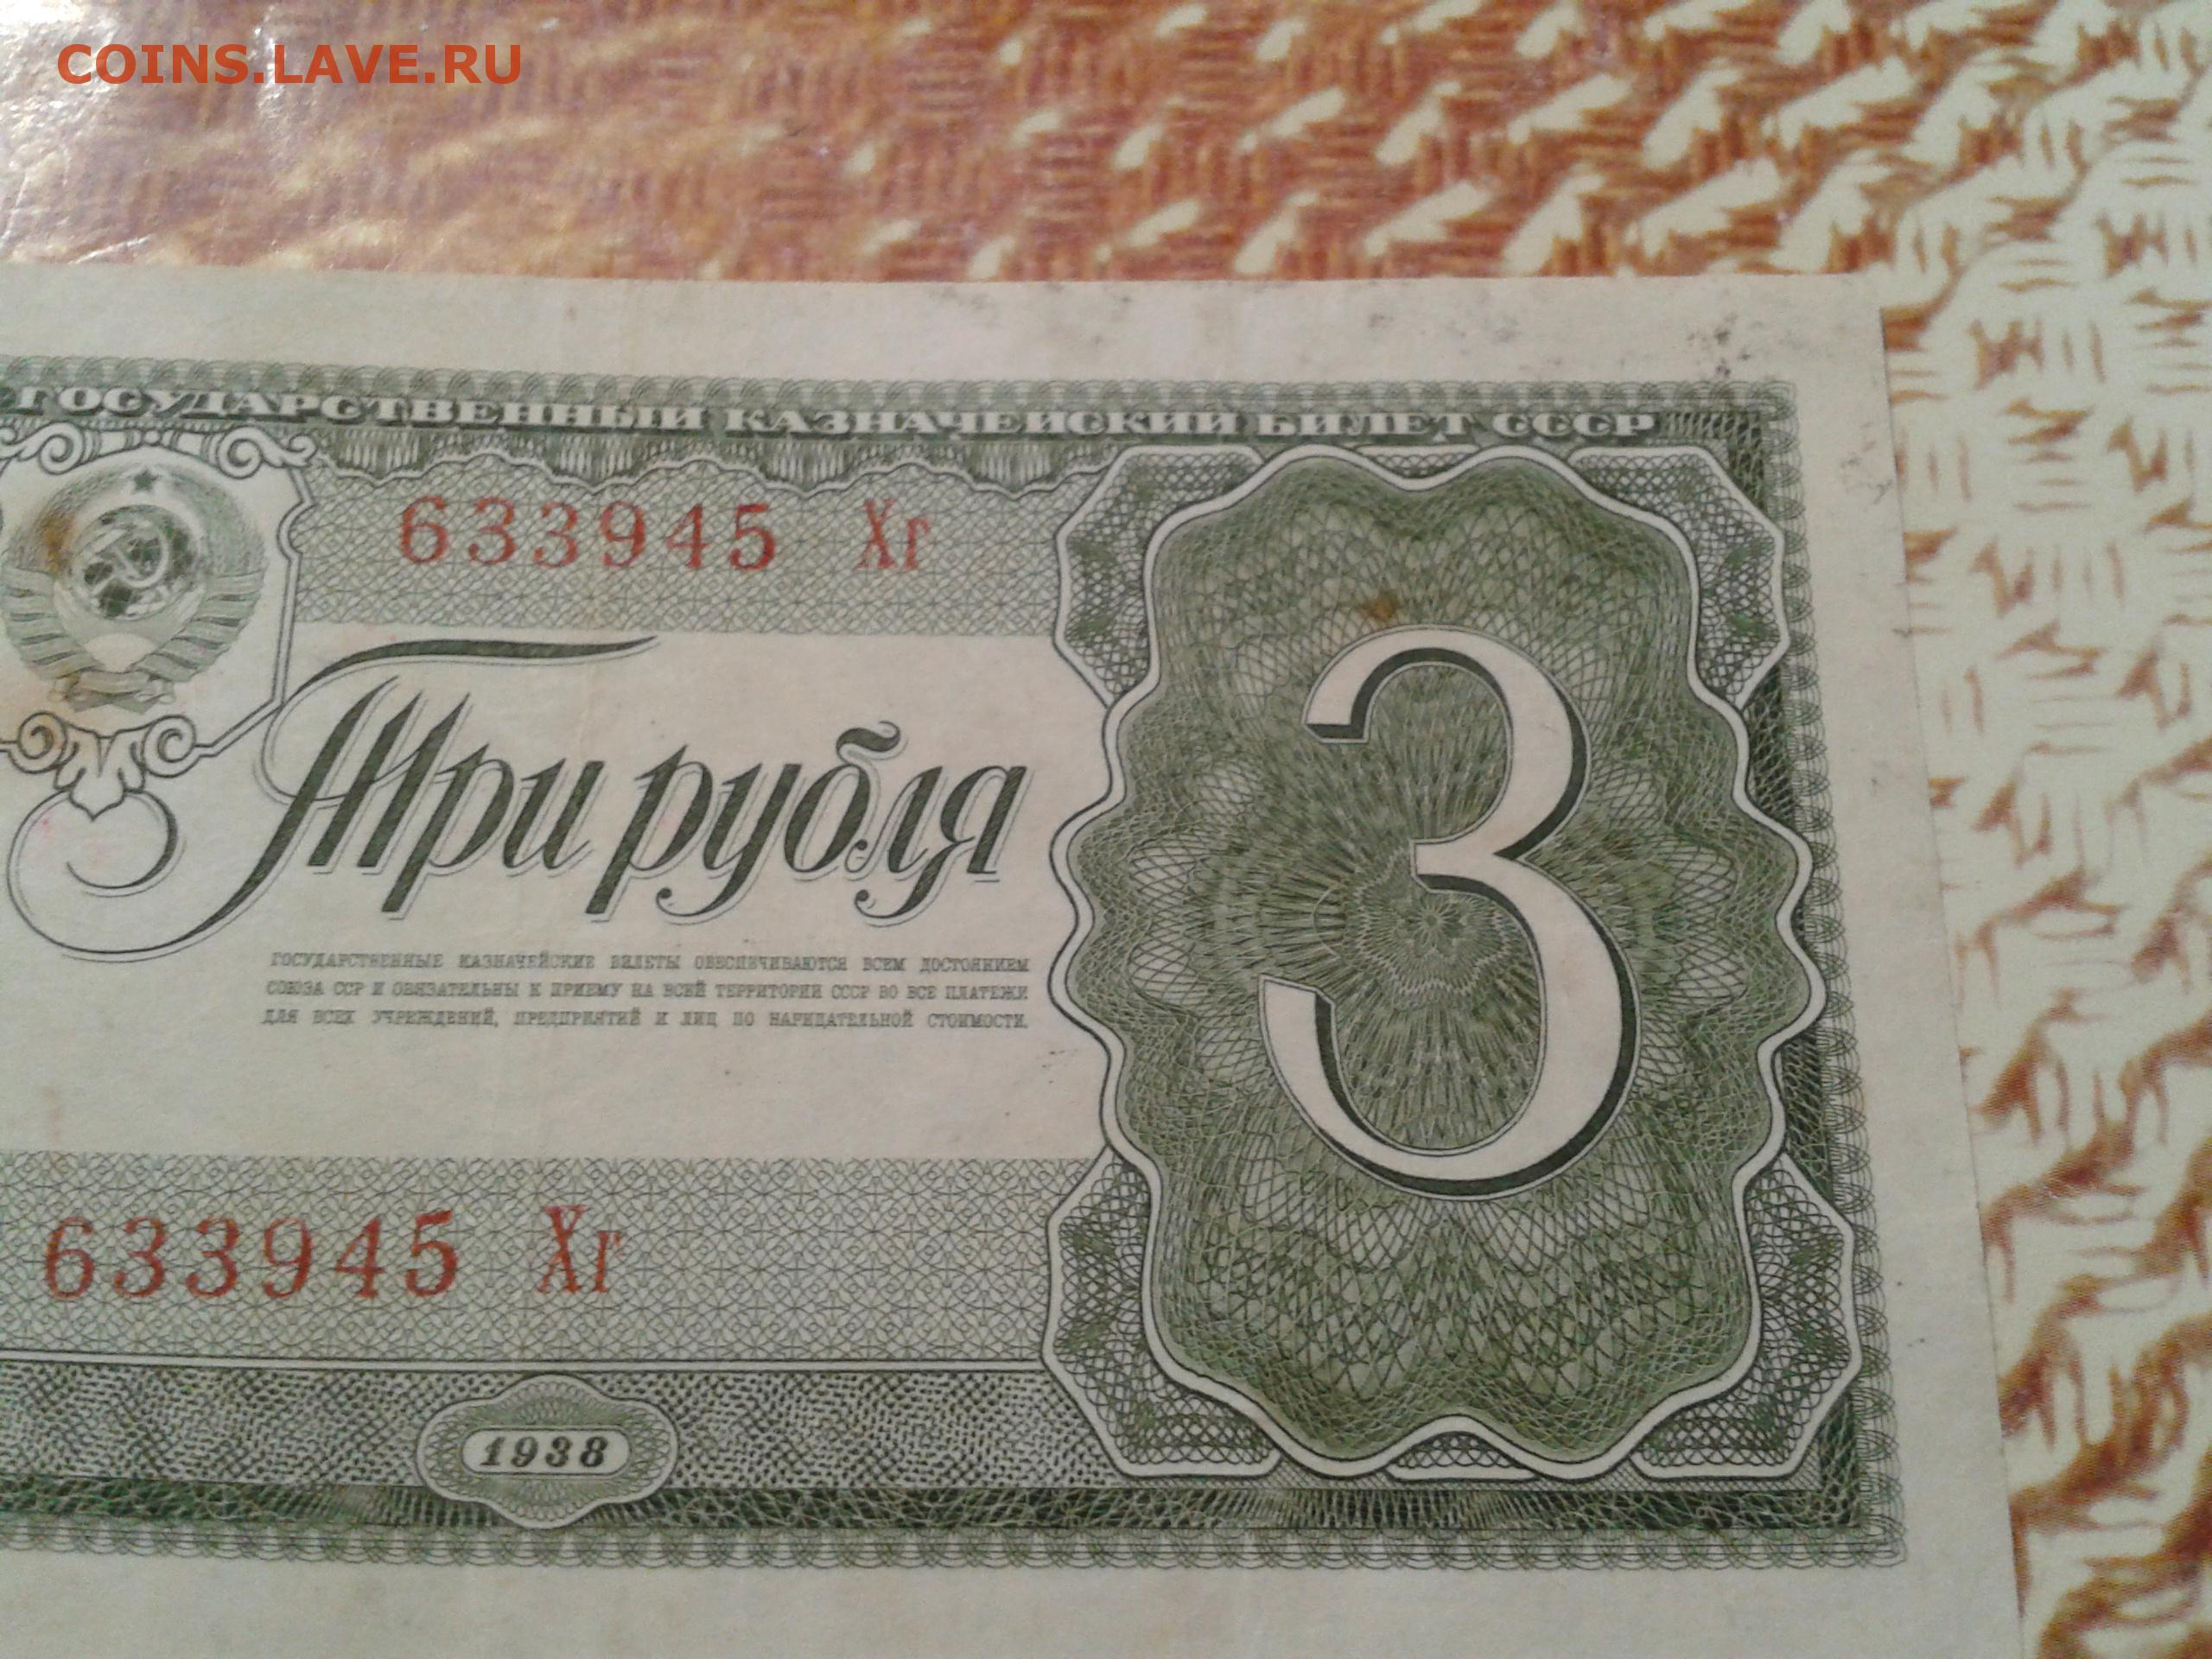 COINS.LAVE.RU
ГОСУДАРСТВЕННЫЙ КАЗНАЧЕЙСКИЙ БИЛЕТ СССР
633945 Хг
Три рубля
3
ГОСУДАРСТВЕННЫЕ КАЗНАЧЕЙСКИЕ БИЛЕТЫ ОБЕСПЕЧИВАЮТСЯ ВСЕМ ДОСТОЯНИЕМ
СОЮЗА ССР И ОБЯЗАТЕЛЬНЫ К ПРИЕМУ НА ВСЕЙ ТЕРРИТОРИИ СССР ВО ВСЕ ПЛАТЕЖИ
ДЛЯ ВСЕХ УЧРЕЖДЕНИЙ, ПРЕДПРИЯТИЙ И ЛИЦ ПО НАРИЦАТЕЛЬНОЙ СТОИМОСТИ.
633945 Хг
1938